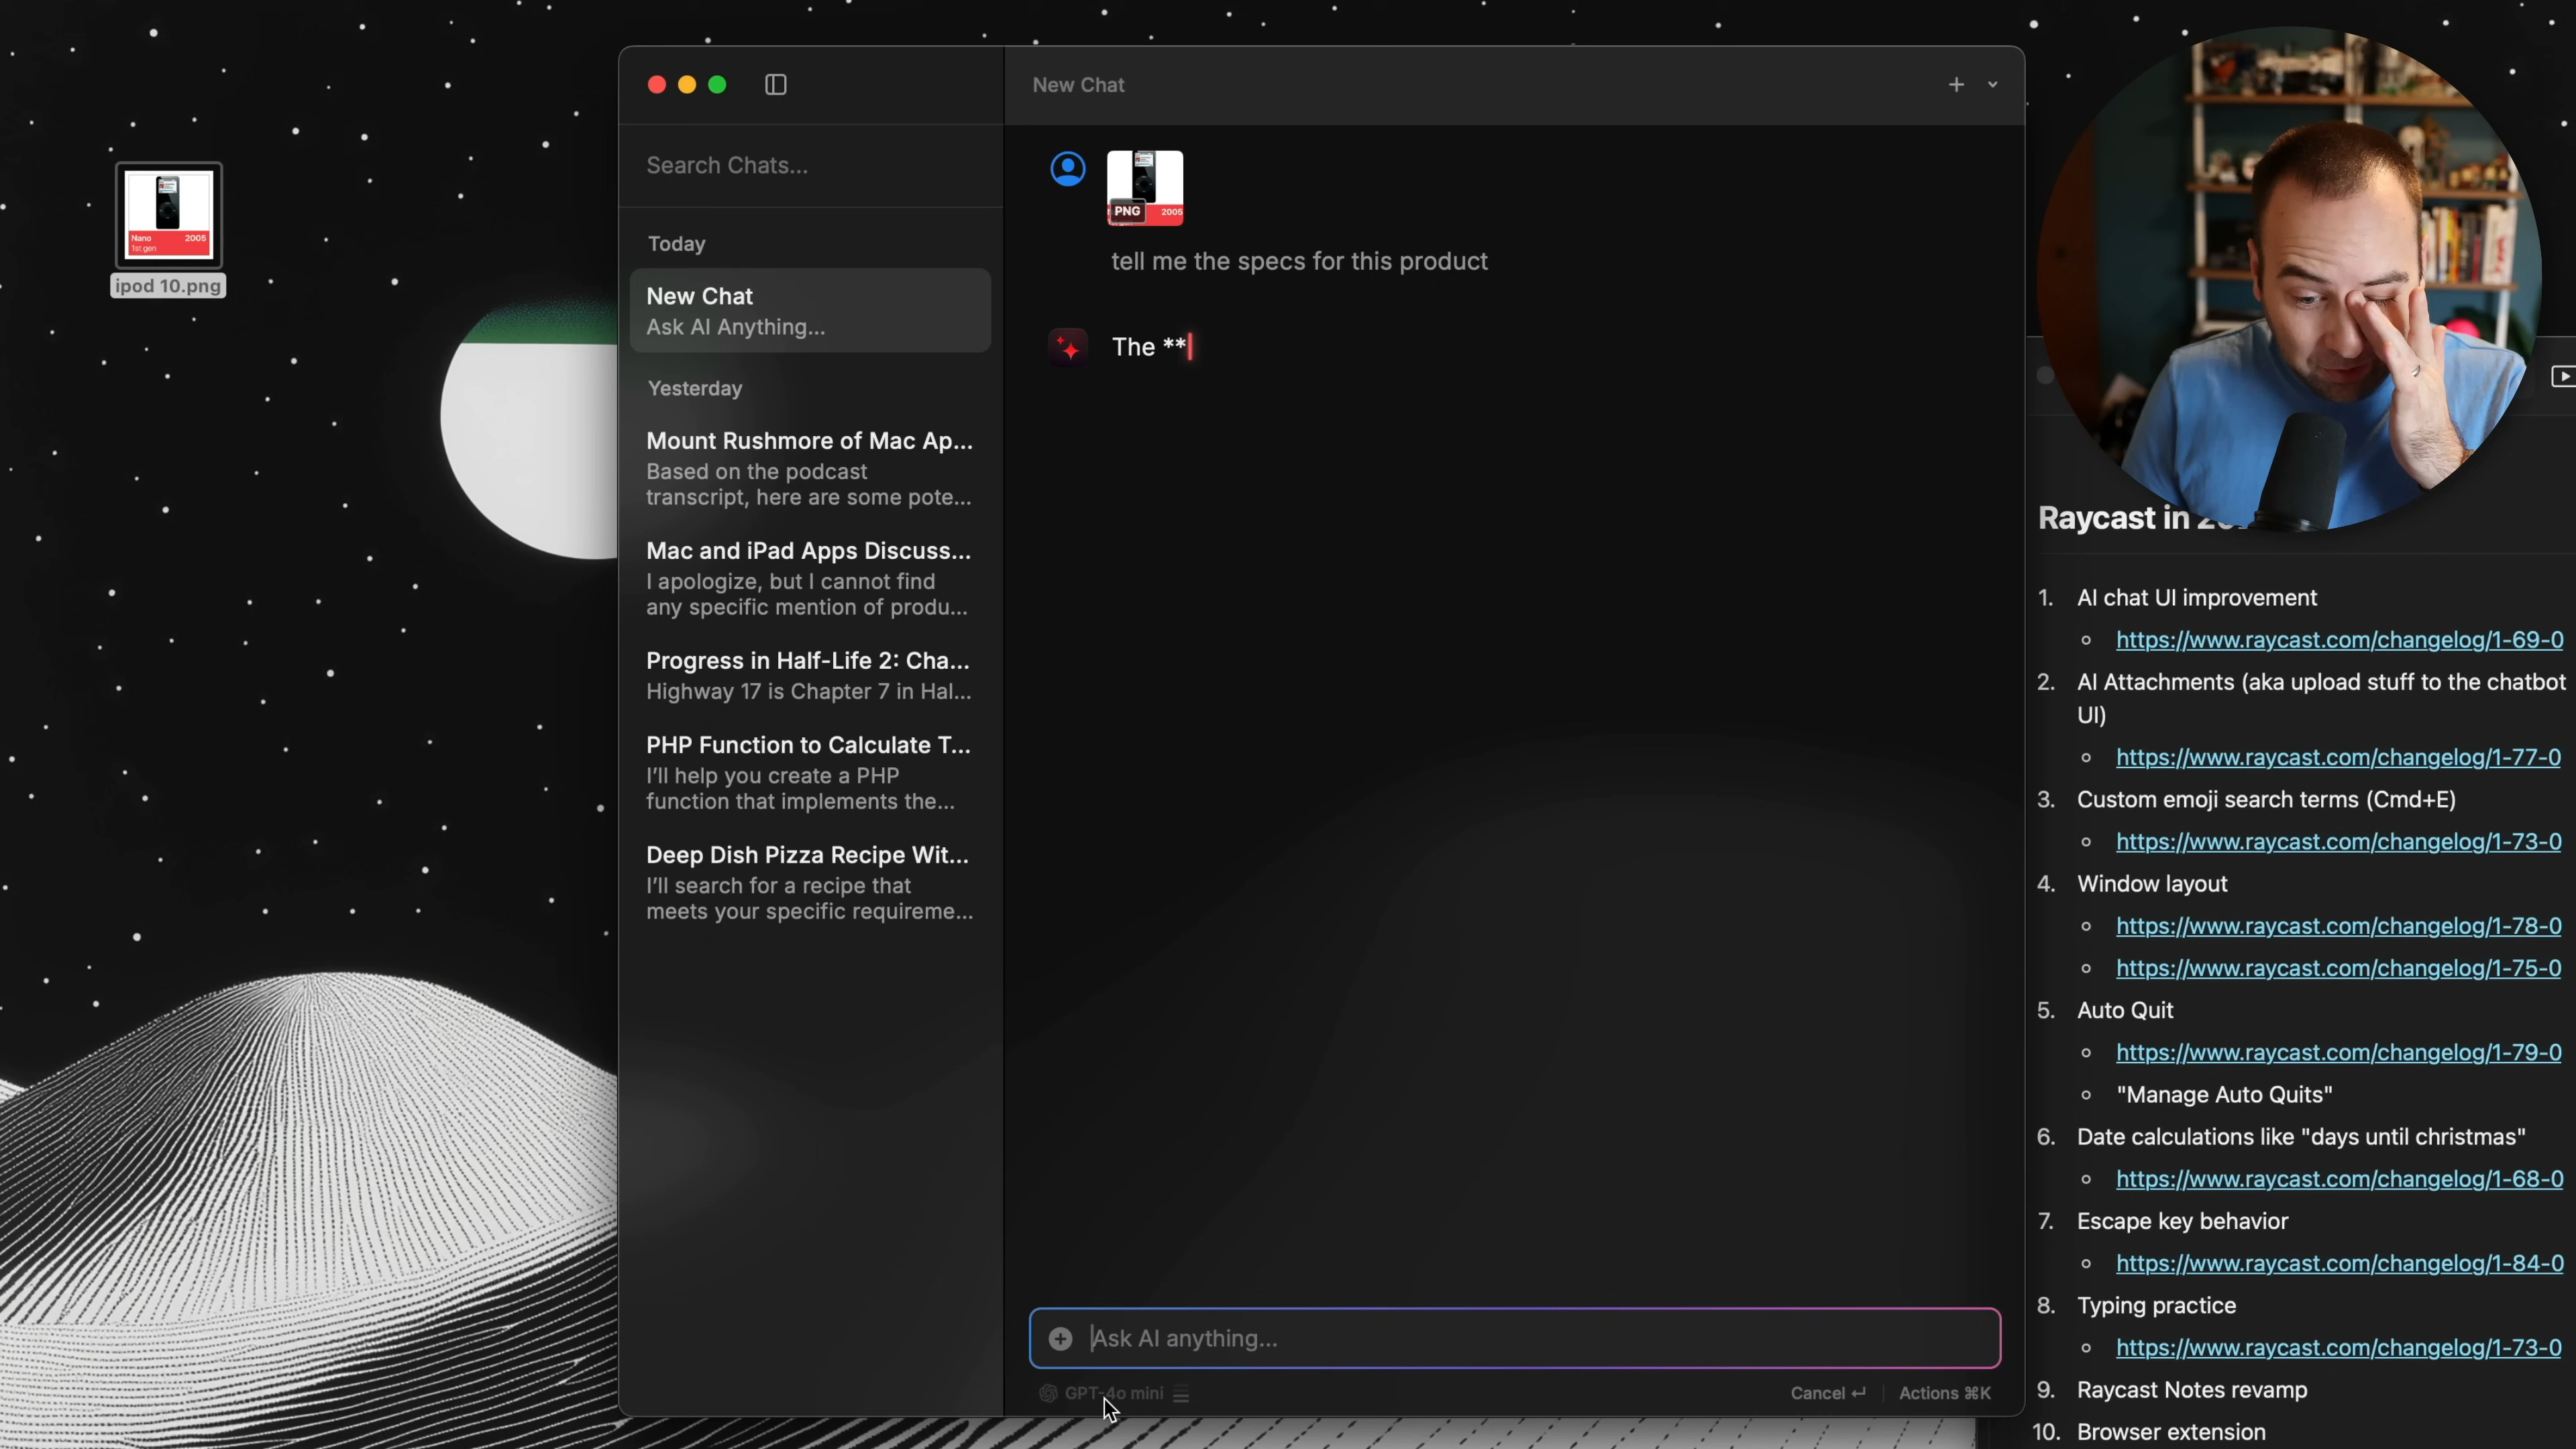 Nano 2005
1st gen
ipod 10.png
Search Chats...
Today
New Chat
Ask AI Anything...
Yesterday
Mount Rushmore of Mac Ap...
Based on the podcast
transcript, here are some pote...
Mac and iPad Apps Discuss...
I apologize, but I cannot find
any specific mention of produ...
Progress in Half-Life 2: Cha...
Highway 17 is Chapter 7 in Hal...
PHP Function to Calculate T...
I'll help you create a PHP
function that implements the...
Deep Dish Pizza Recipe Wit...
I'll search for a recipe that
meets your specific requireme...
New Chat
PNG 2005
tell me the specs for this product
The **
Ask AI anything...
GPT-4o mini
Cancel ↵
Actions ⌘K
Raycast in
1. AI chat UI improvement
https://www.raycast.com/changelog/1-69-0
2. AI Attachments (aka upload stuff to the chatbot
UI)
https://www.raycast.com/changelog/1-77-0
3. Custom emoji search terms (Cmd+E)
https://www.raycast.com/changelog/1-73-0
4. Window layout
https://www.raycast.com/changelog/1-78-0
https://www.raycast.com/changelog/1-75-0
5. Auto Quit
https://www.raycast.com/changelog/1-79-0
"Manage Auto Quits"
6. Date calculations like "days until christmas"
https://www.raycast.com/changelog/1-68-0
7. Escape key behavior
https://www.raycast.com/changelog/1-84-0
8. Typing practice
https://www.raycast.com/changelog/1-73-0
9. Raycast Notes revamp
10. Browser extension